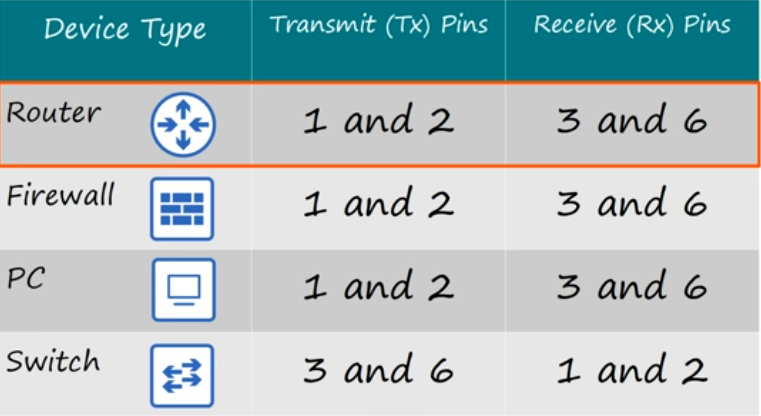 Device Type Transmit (Tx) Pins Receive (Rx) Pins
Router 1 and 2 3 and 6
Firewall 1 and 2 3 and 6
PC 1 and 2 3 and 6
Switch 3 and 6 1 and 2